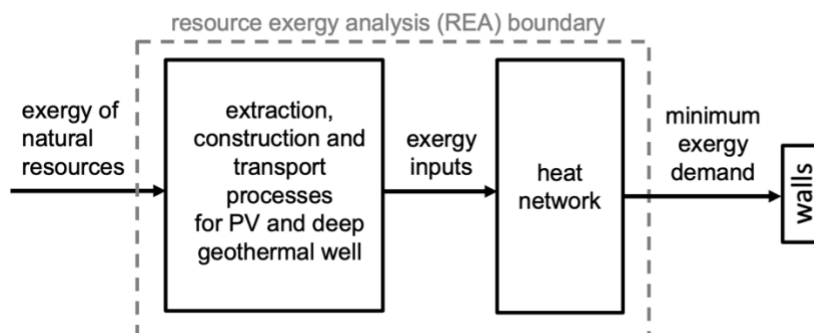 resource exergy analysis (REA) boundary
exergy of
natural
resources
extraction,
construction and
transport
processes
for PV and deep
geothermal well
exergy
inputs
heat
network
minimum
exergy
demand
walls